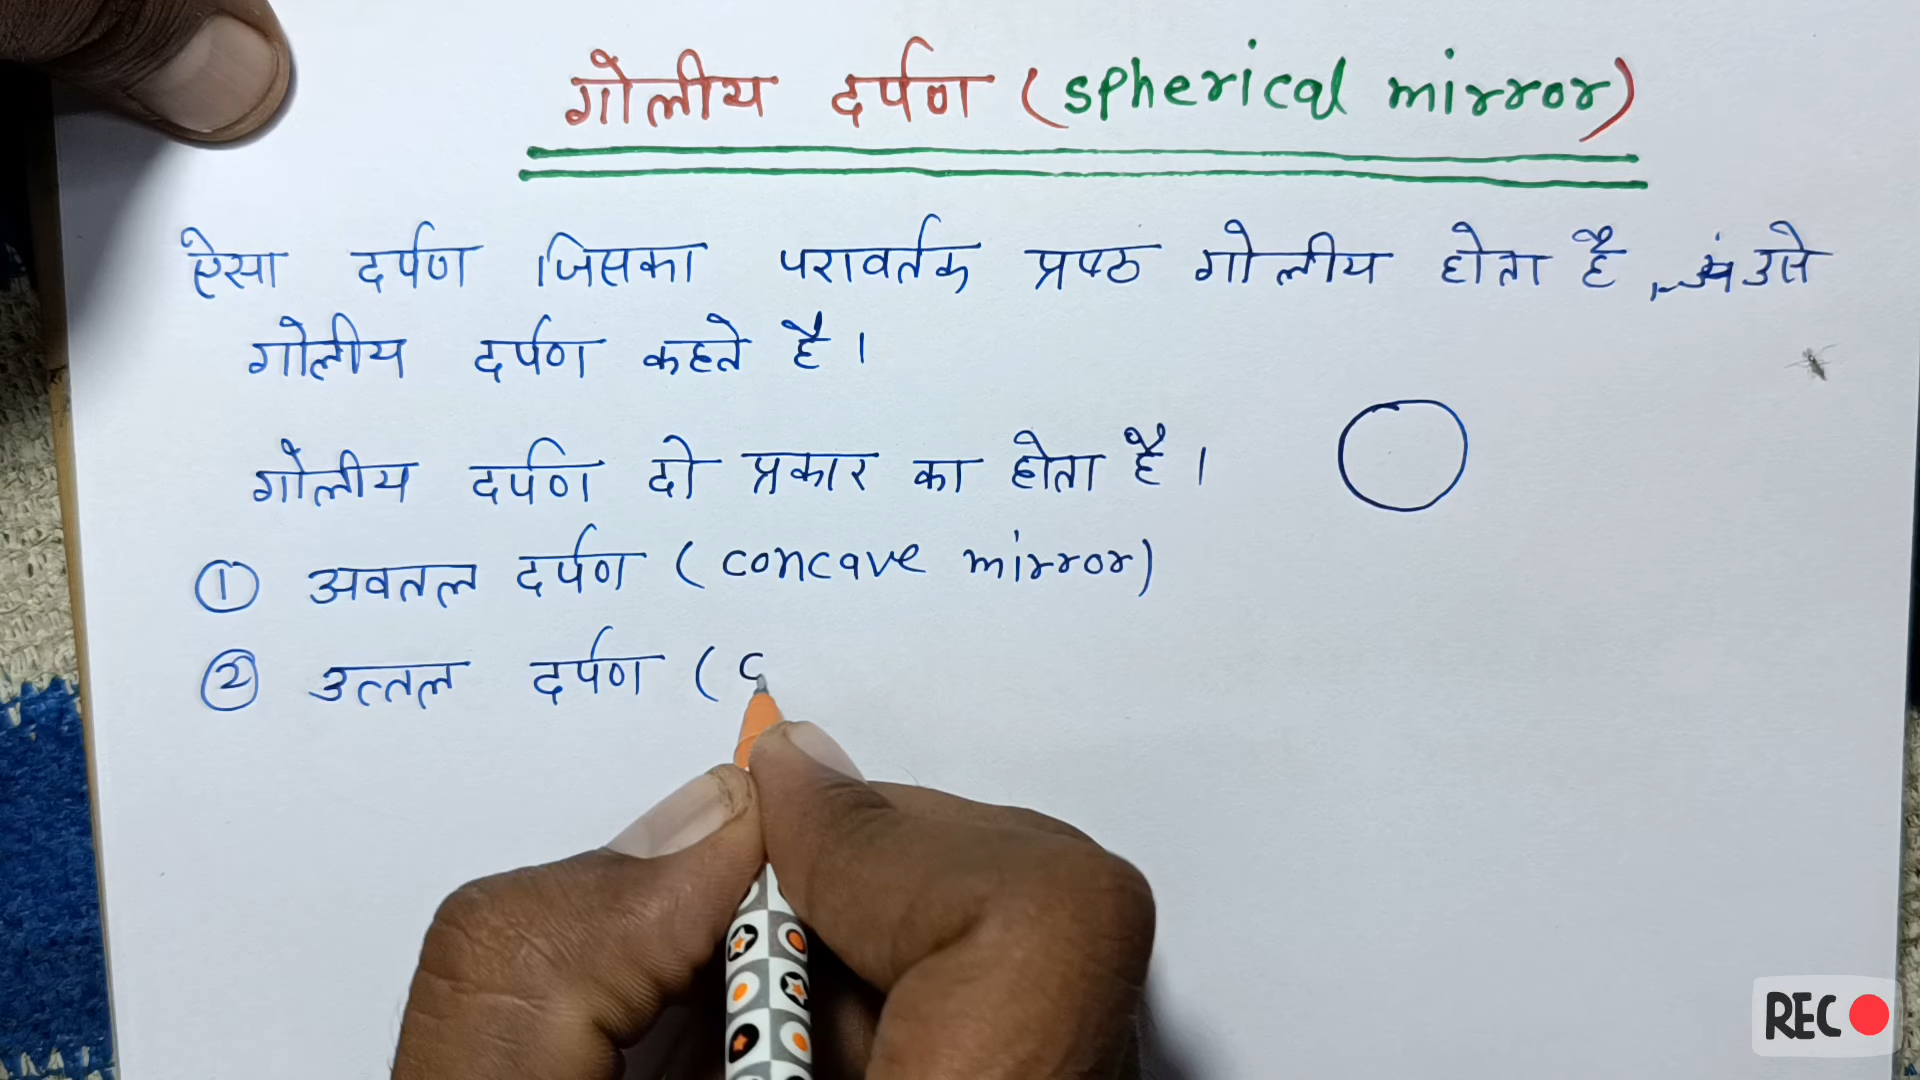 गोलीय दर्पण (spherical mirror)
ऐसा दर्पण जिसका परावर्तक प्रष्ठ गोलीय होता है, उसे
गोलीय दर्पण कहते है।
गोलीय दर्पण दो प्रकार का होता है।
① अवतल दर्पण (concave mirror)
② उत्तल दर्पण (c
REC